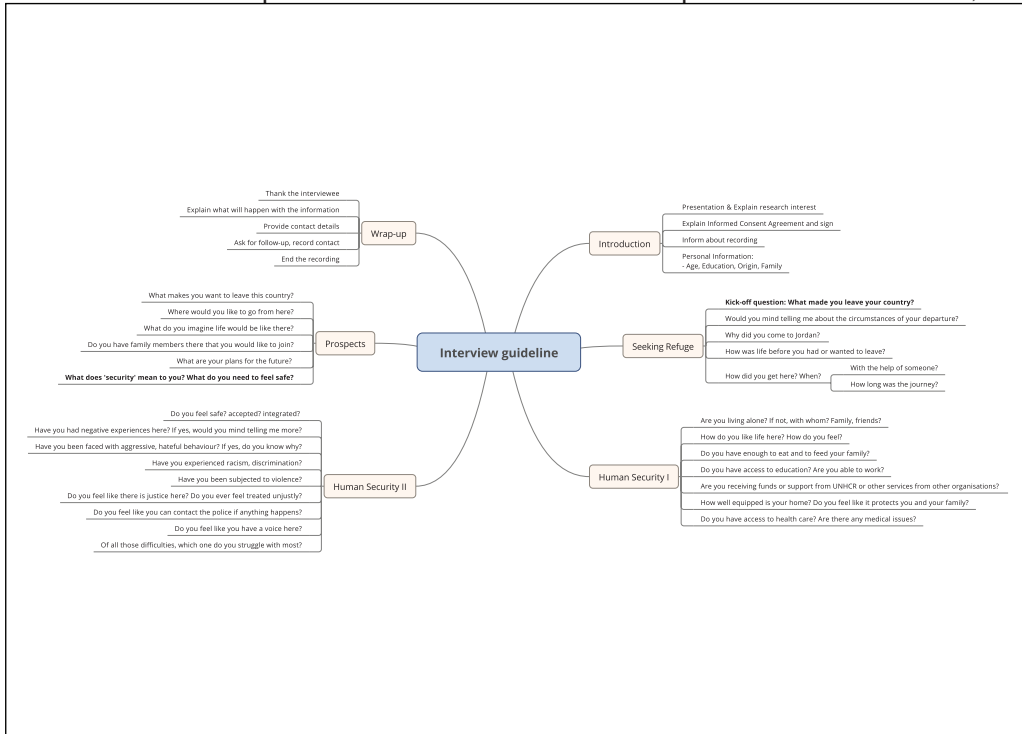 Interview guideline
Introduction
Presentation & Explain research interest
Explain Informed Consent Agreement and sign
Inform about recording
Personal Information:
- Age, Education, Origin, Family
Seeking Refuge
Kick-off question: What made you leave your country?
Would you mind telling me about the circumstances of your departure?
Why did you come to Jordan?
How was life before you had or wanted to leave?
How did you get here? When?
With the help of someone?
How long was the journey?
Human Security I
Are you living alone? If not, with whom? Family, friends?
How do you like life here? How do you feel?
Do you have enough to eat and to feed your family?
Do you have access to education? Are you able to work?
Are you receiving funds or support from UNHCR or other services from other organisations?
How well equipped is your home? Do you feel like it protects you and your family?
Do you have access to health care? Are there any medical issues?
Human Security II
Do you feel safe? accepted? integrated?
Have you had negative experiences here? If yes, would you mind telling me more?
Have you been faced with aggressive, hateful behaviour? If yes, do you know why?
Have you experienced racism, discrimination?
Have you been subjected to violence?
Do you feel like there is justice here? Do you ever feel treated unjustly?
Do you feel like you can contact the police if anything happens?
Do you feel like you have a voice here?
Of all those difficulties, which one do you struggle with most?
Prospects
What makes you want to leave this country?
Where would you like to go from here?
What do you imagine life would be like there?
Do you have family members there that you would like to join?
What are your plans for the future?
What does 'security' mean to you? What do you need to feel safe?
Wrap-up
Thank the interviewee
Explain what will happen with the information
Provide contact details
Ask for follow-up, record contact
End the recording